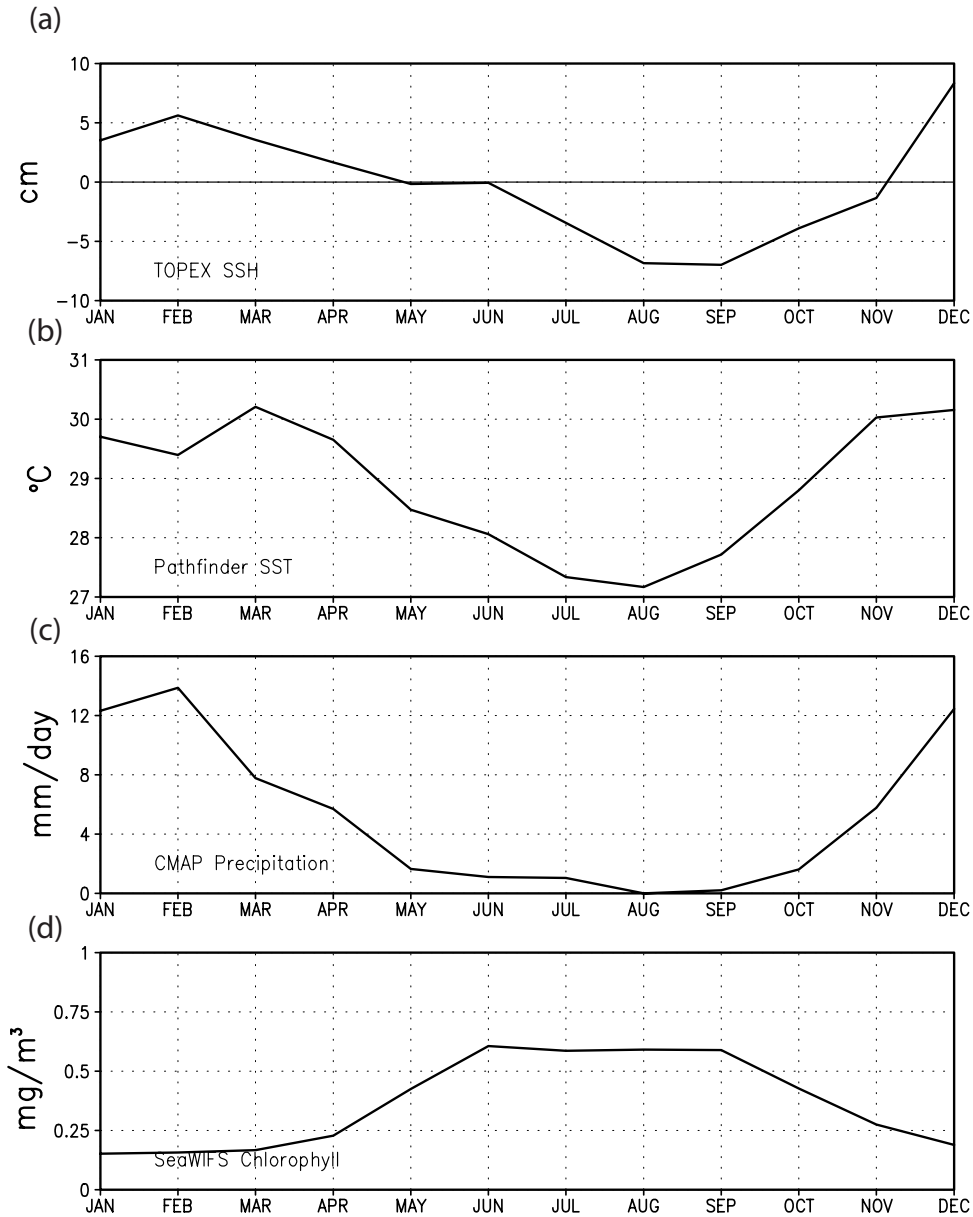 (a)
10
5
0
−5
−10
cm
TOPEX SSH
JAN FEB MAR APR MAY JUN JUL AUG SEP OCT NOV DEC
(b)
31
30
29
28
27
°C
Pathfinder SST
JAN FEB MAR APR MAY JUN JUL AUG SEP OCT NOV DEC
(c)
16
12
8
4
0
mm/day
CMAP Precipitation
JAN FEB MAR APR MAY JUN JUL AUG SEP OCT NOV DEC
(d)
1
0.75
0.5
0.25
0
mg/m³
SeaWIFS Chlorophyll
JAN FEB MAR APR MAY JUN JUL AUG SEP OCT NOV DEC